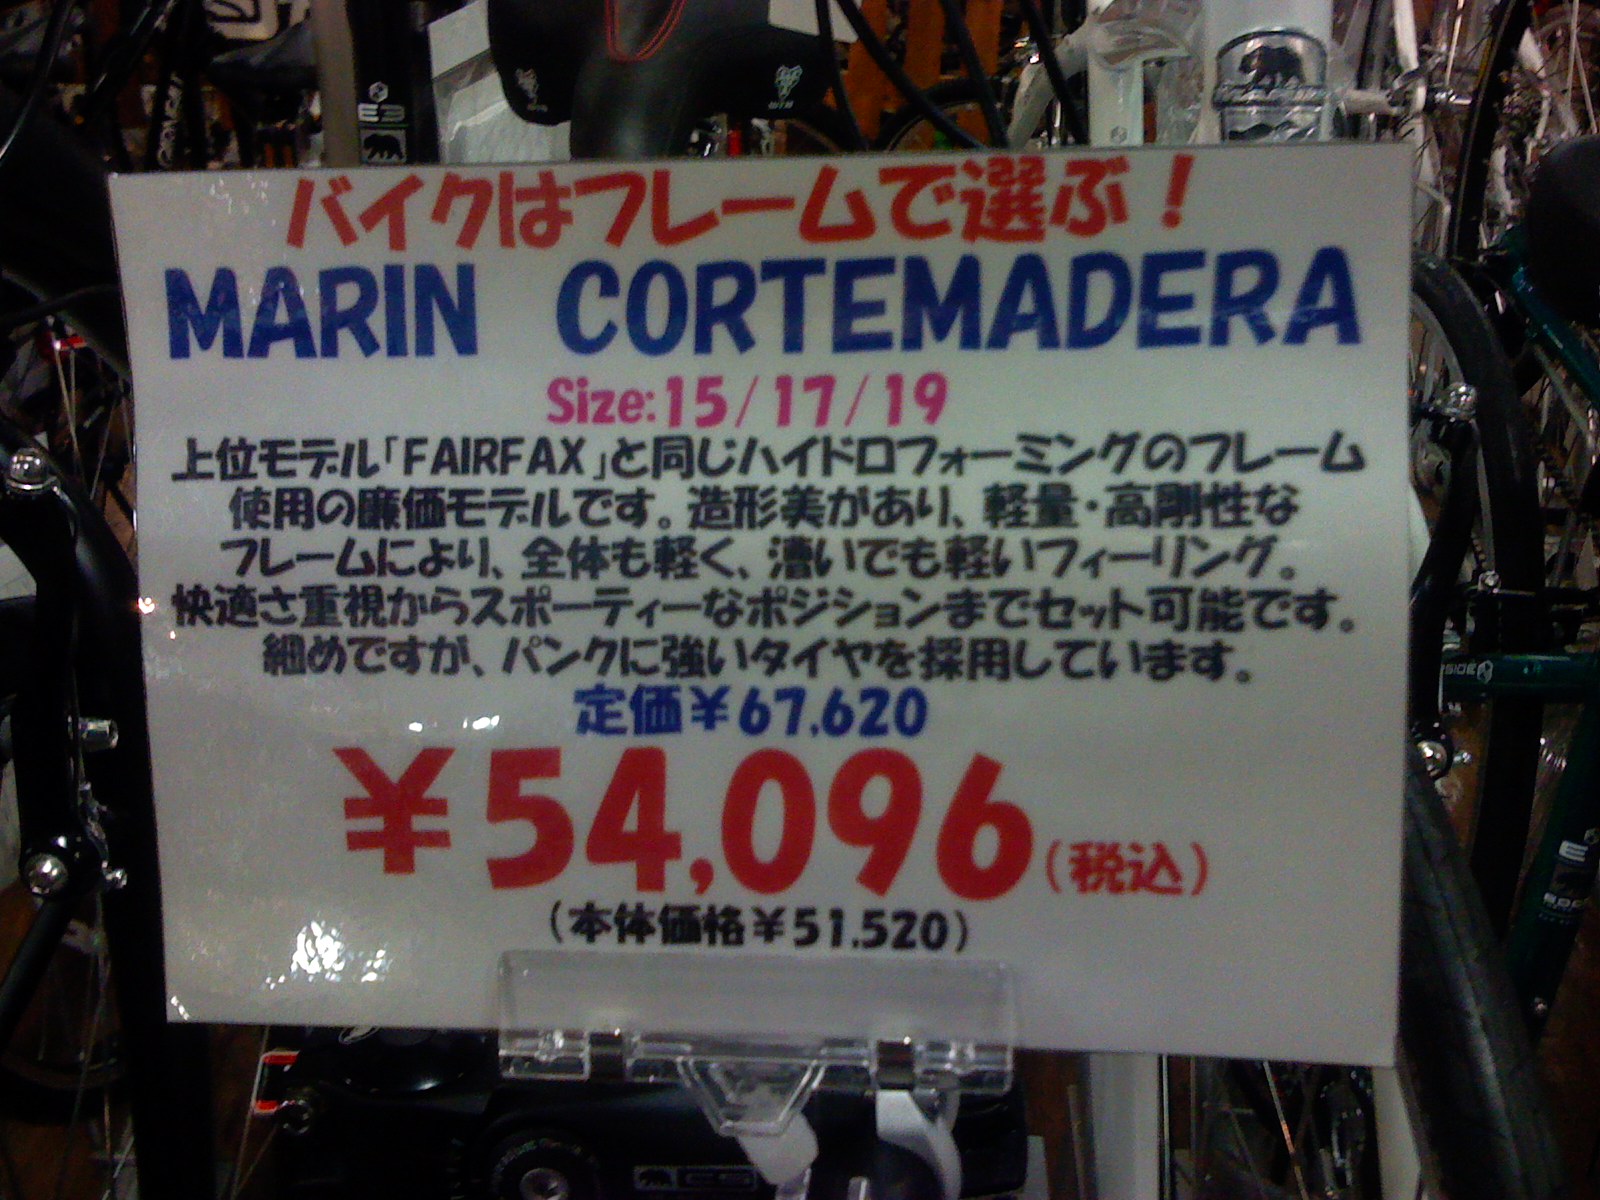 E3
WTB
WTB
バイクはフレームで選ぶ！
MARIN CORTEMADERA
Size:15/17/19
上位モデル「FAIRFAX」と同じハイドロフォーミングのフレーム
使用の廉価モデルです。造形美があり、軽量・高剛性な
フレームにより、全体も軽く、漕いでも軽いフィーリング。
快適さ重視からスポーティーなポジションまでセット可能です。
細めですが、パンクに強いタイヤを採用しています。
定価￥67.620
￥54,096(税込)
(本体価格￥51.520)